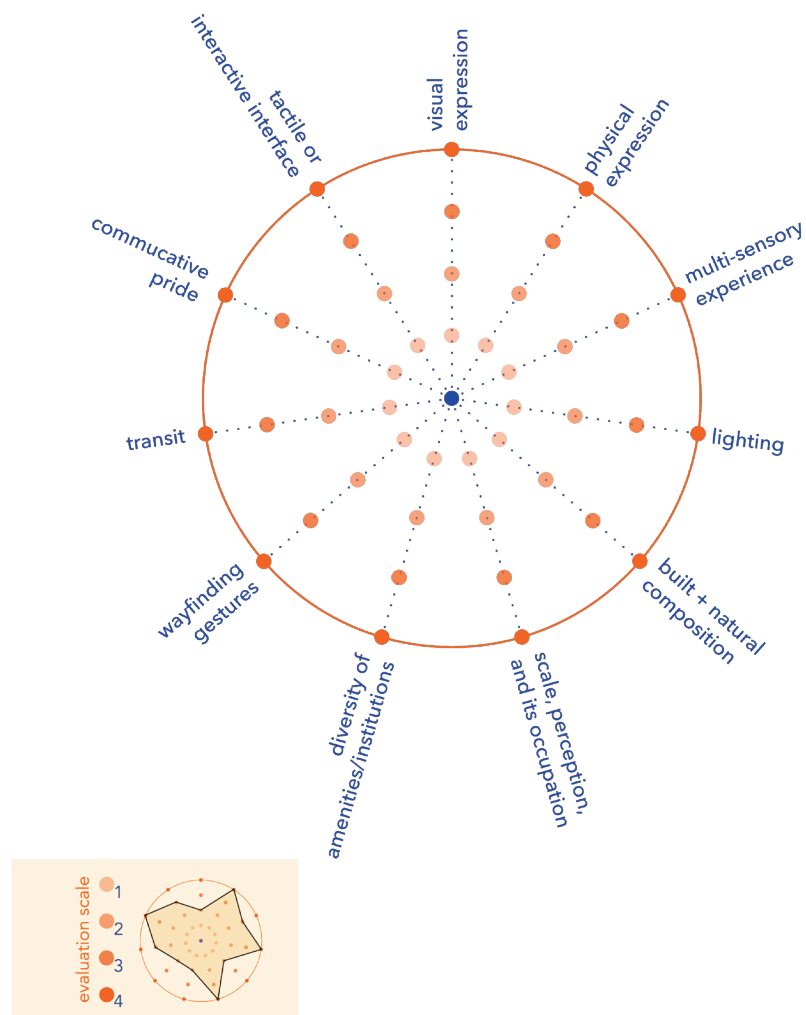 visual
expression
physical
expression
multi-sensory
experience
lighting
built + natural
composition
scale, perception,
and its occupation
diversity of
amenities/institutions
wayfinding
gestures
transit
commucative
pride
tactile or
interactive interface
evaluation scale
1
2
3
4